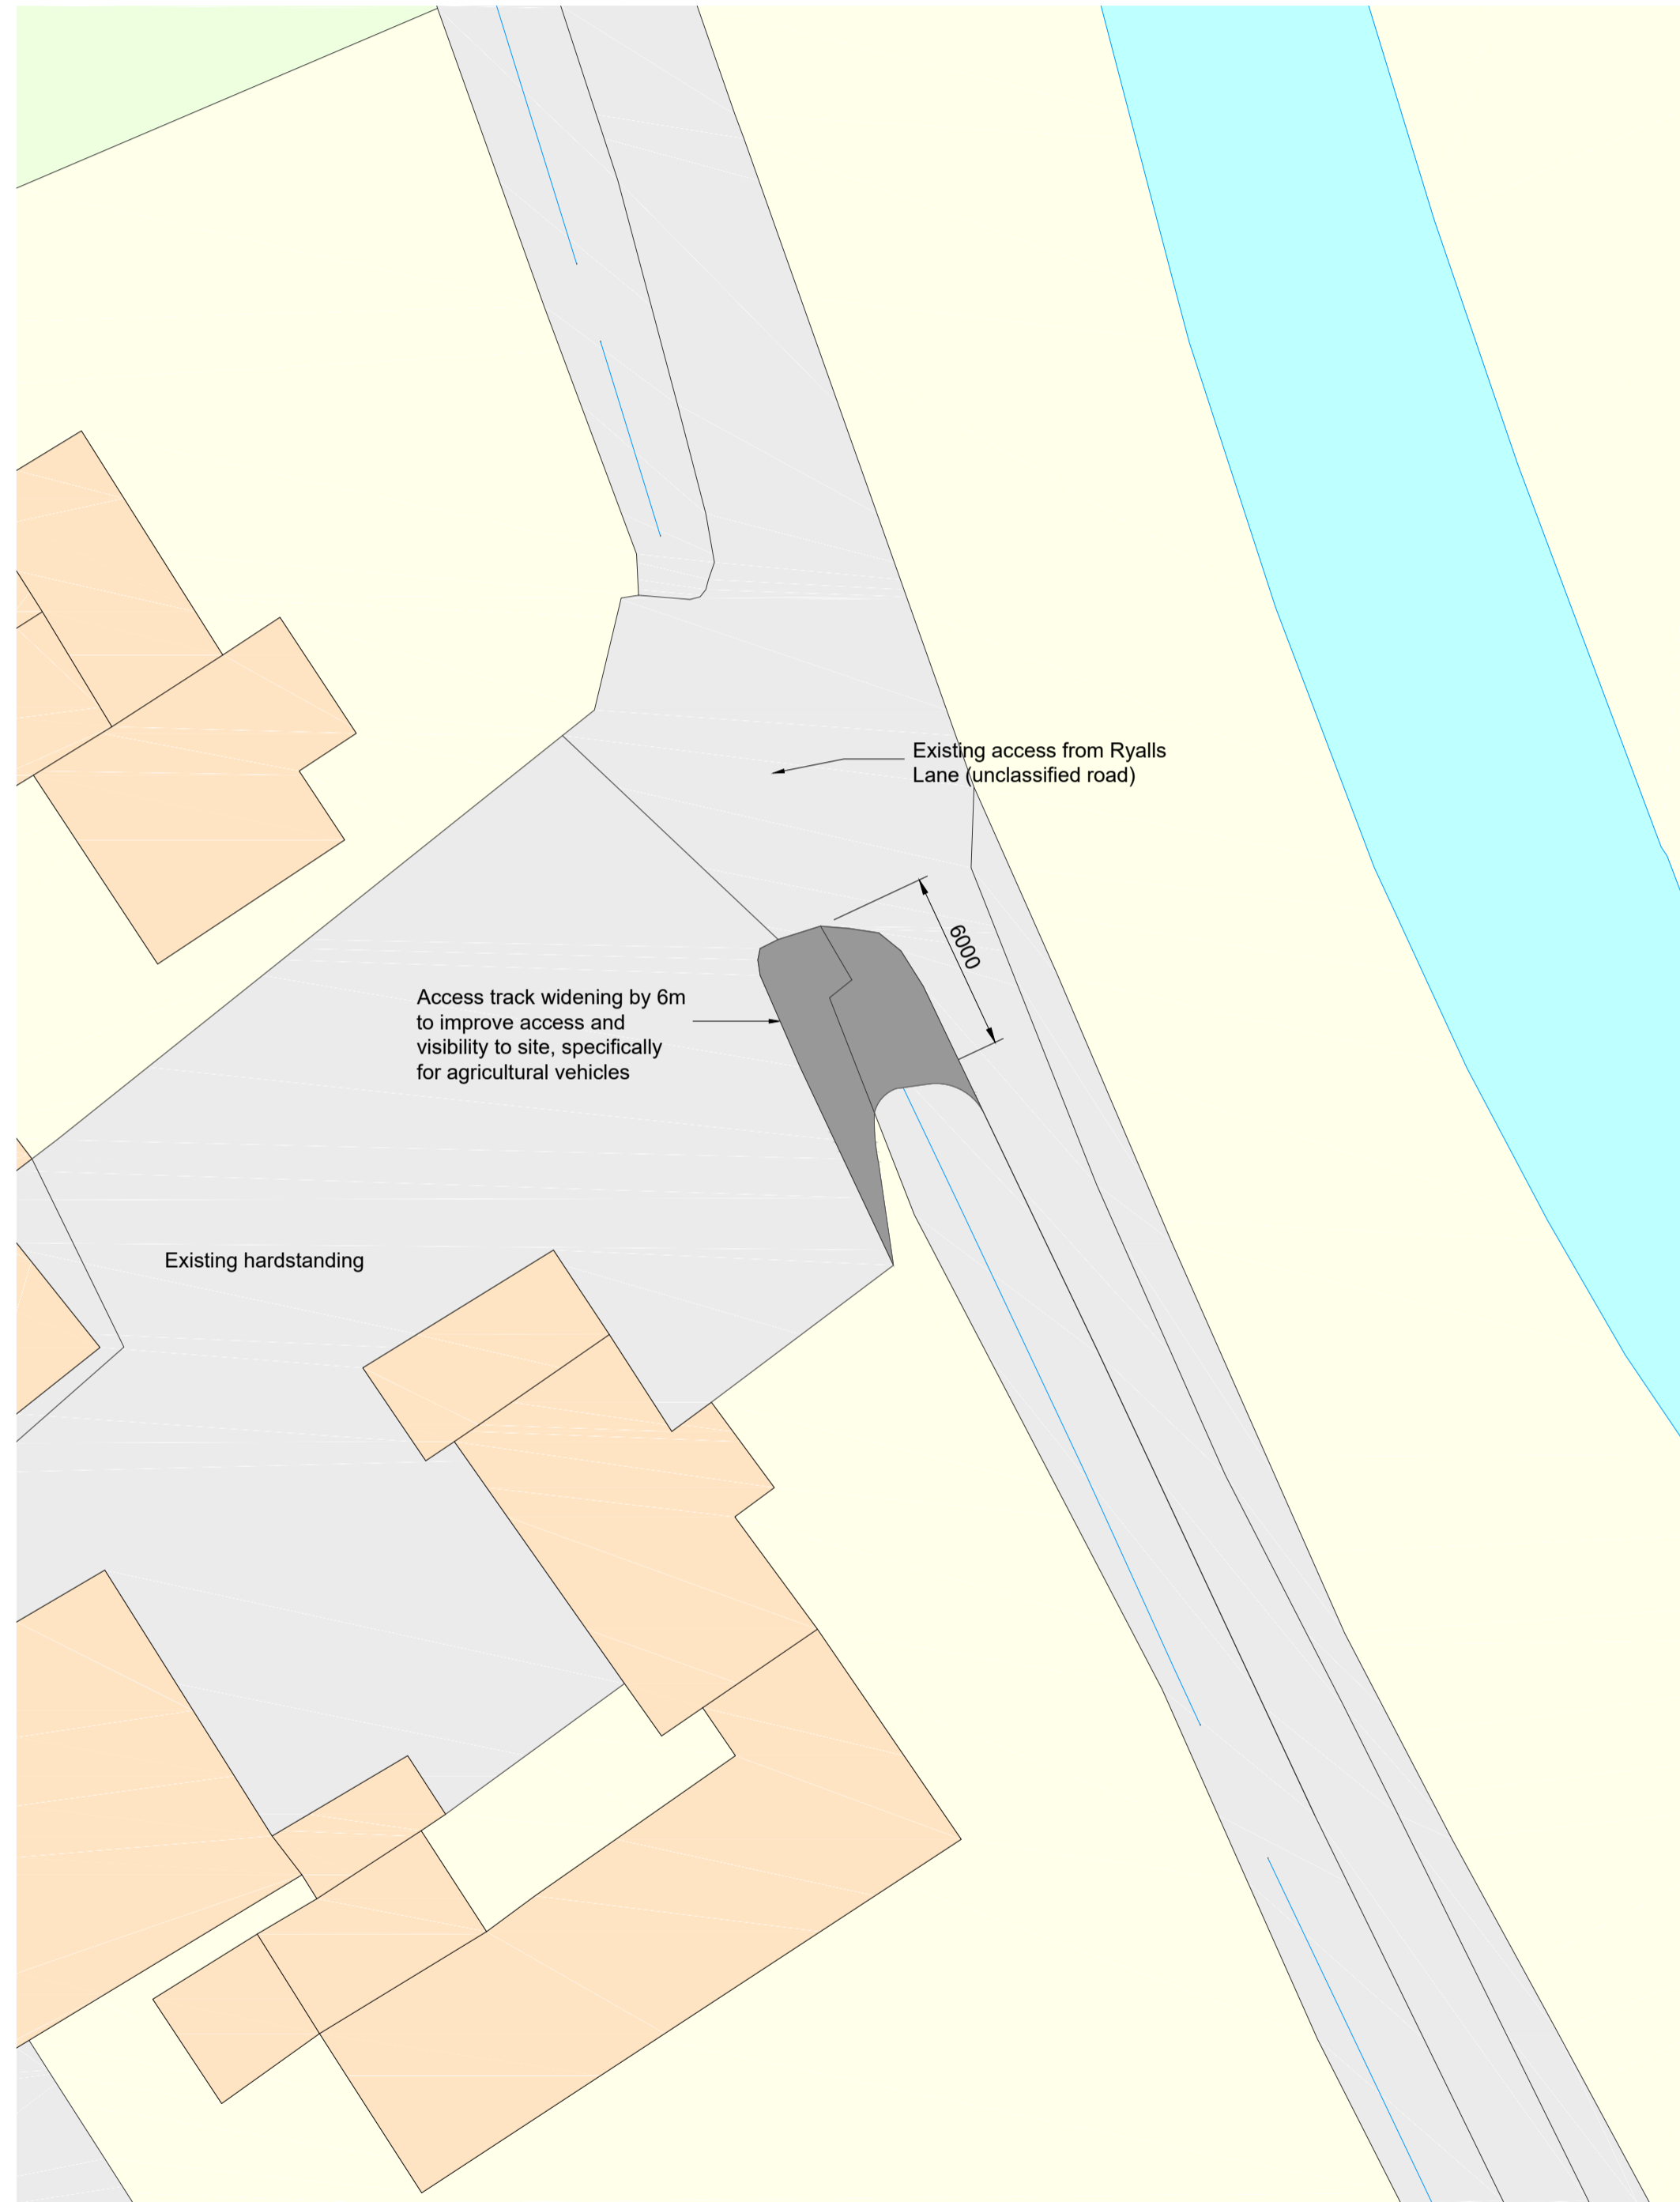 Existing access from Ryalls
Lane (unclassified road)
6000
Access track widening by 6m
to improve access and
visibility to site, specifically
for agricultural vehicles
Existing hardstanding